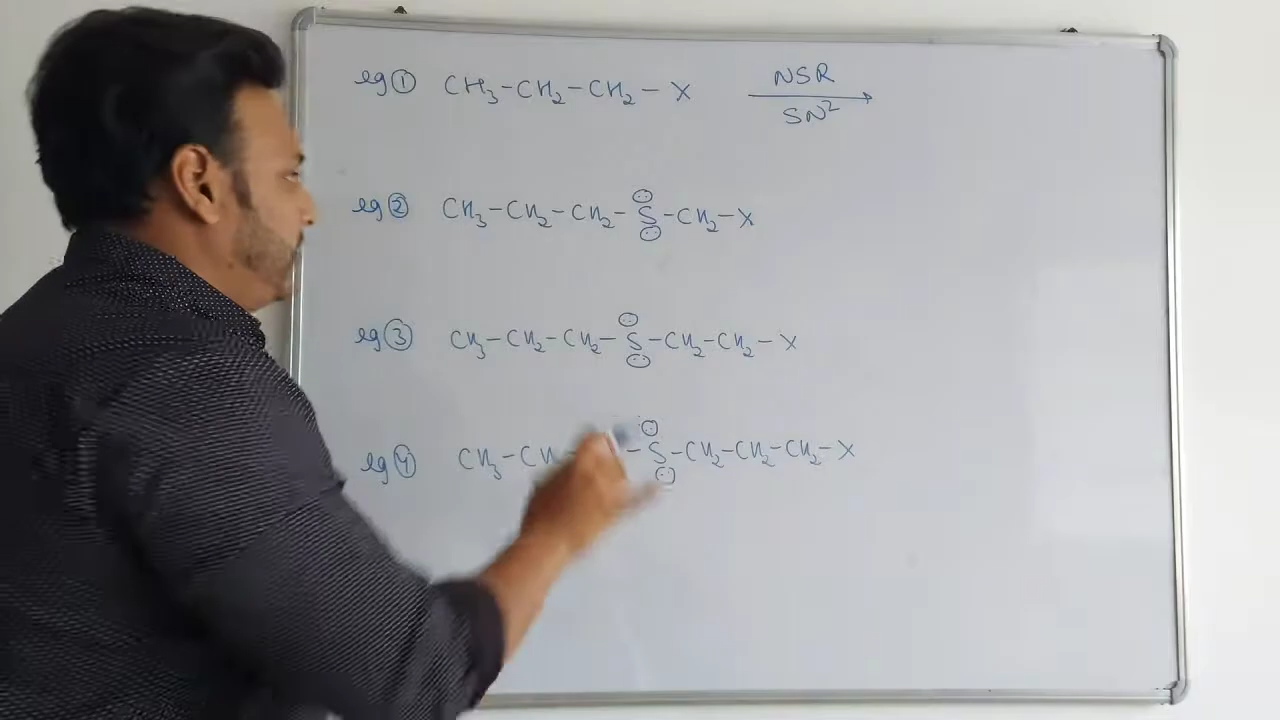 eg ① CH₃-CH₂-CH₂-X NSR
SN²
eg ② CH₃-CH₂-CH₂-S-CH₂-X
eg ③ CH₃-CH₂-CH₂-S-CH₂-CH₂-X
eg ④ CH₃-CH -S-CH₂-CH₂-CH₂-X